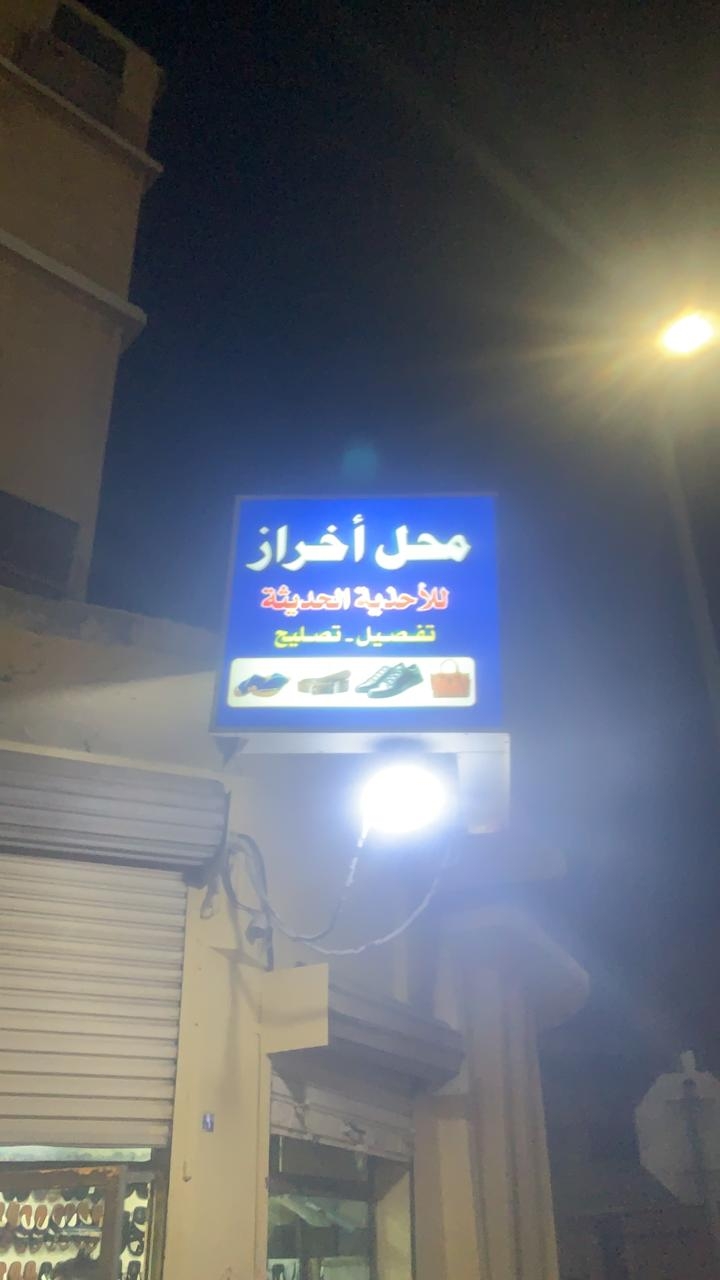 محل أخراز
للأحذية الحديثة
تفصيل - تصليح